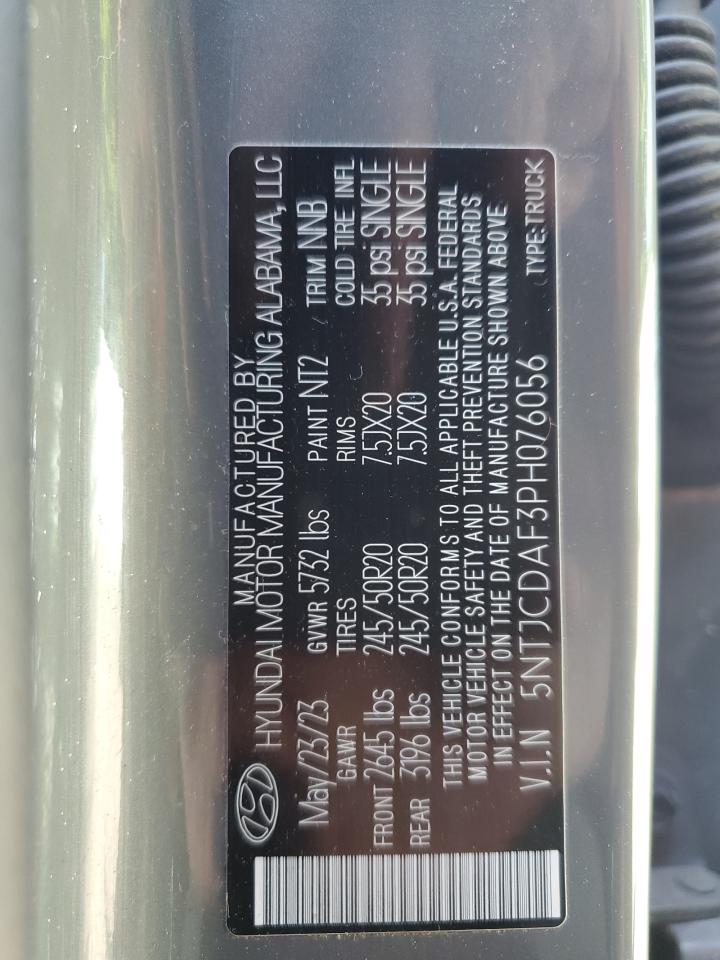 MANUFACTURED BY
HYUNDAI MOTOR MANUFACTURING ALABAMA, LLC
May/23/23 GVWR 5732 lbs PAINT NT2 TRIM NNB
GAWR TIRES RIMS COLD TIRE INFL
FRONT 2645 lbs 245/50R20 7.5JX20 35 psi SINGLE
REAR 3196 lbs 245/50R20 7.5JX20 35 psi SINGLE
THIS VEHICLE CONFORMS TO ALL APPLICABLE U.S.A. FEDERAL
MOTOR VEHICLE SAFETY AND THEFT PREVENTION STANDARDS
IN EFFECT ON THE DATE OF MANUFACTURE SHOWN ABOVE.
V.I.N 5NTJCDAF3PH076056 TYPE:TRUCK